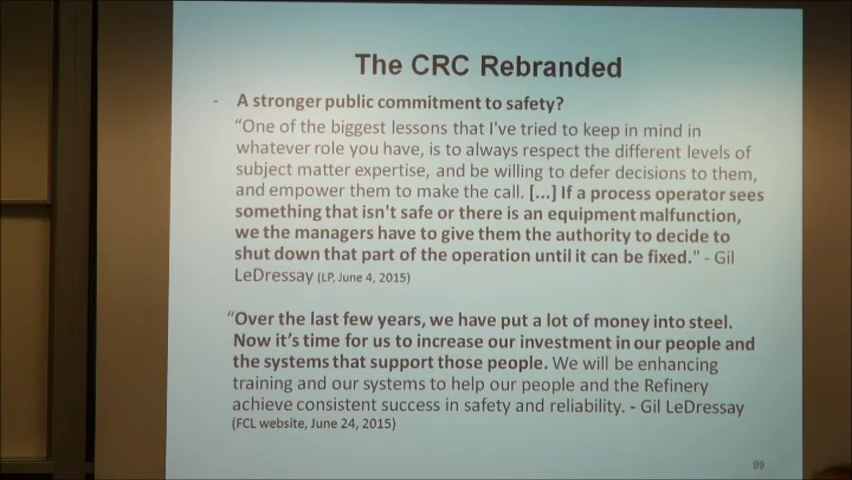 The CRC Rebranded
- A stronger public commitment to safety?
“One of the biggest lessons that I've tried to keep in mind in
whatever role you have, is to always respect the different levels of
subject matter expertise, and be willing to defer decisions to them,
and empower them to make the call. [...] If a process operator sees
something that isn't safe or there is an equipment malfunction,
we the managers have to give them the authority to decide to
shut down that part of the operation until it can be fixed." - Gil
LeDressay (LP, June 4, 2015)
“Over the last few years, we have put a lot of money into steel.
Now it’s time for us to increase our investment in our people and
the systems that support those people. We will be enhancing
training and our systems to help our people and the Refinery
achieve consistent success in safety and reliability. - Gil LeDressay
(FCL website, June 24, 2015)
99